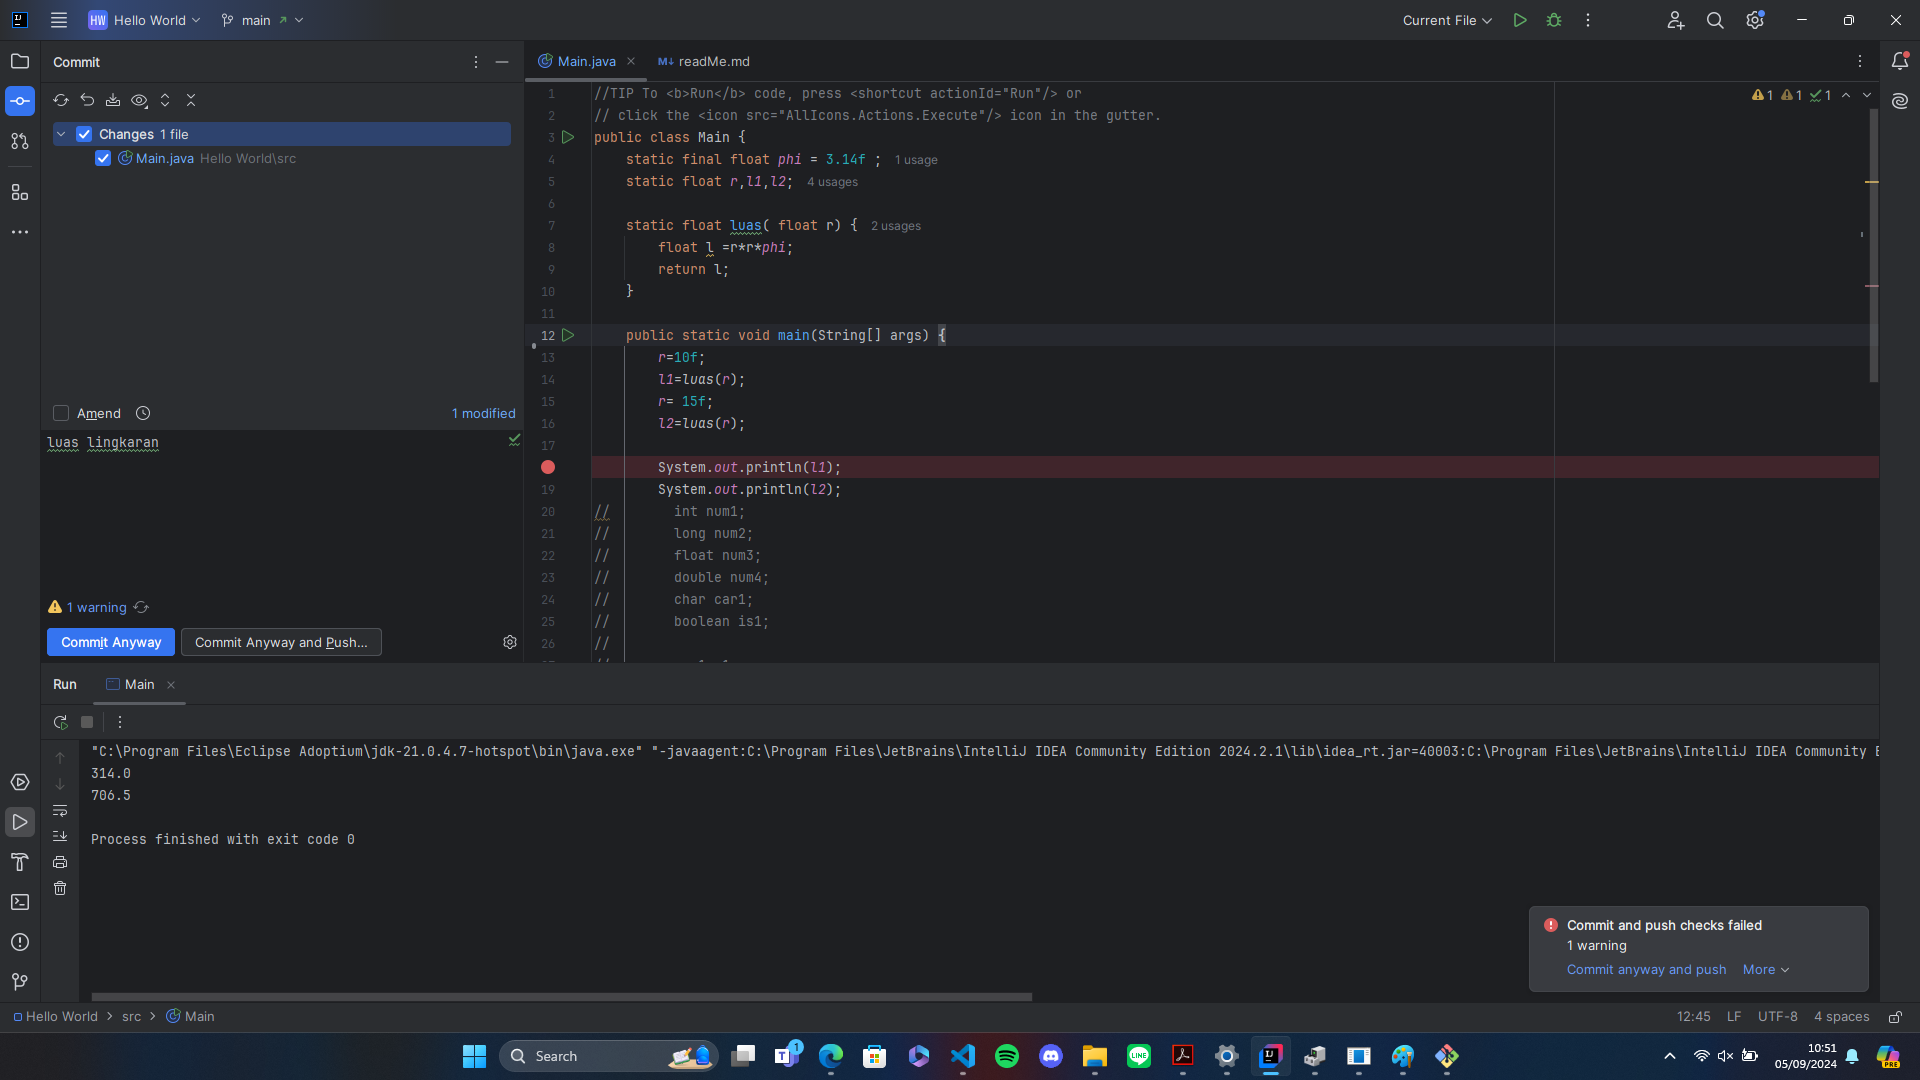 HW Hello World main Current File
Commit
Main.java readMe.md
Changes 1 file
Main.java Hello World\src
Amend 1 modified
luas lingkaran
1 warning
Commit Anyway Commit Anyway and Push...
1 //TIP To <b>Run</b> code, press <shortcut actionId="Run"/> or
2 // click the <icon src="AllIcons.Actions.Execute"/> icon in the gutter.
3 public class Main {
4 static final float phi = 3.14f ; 1 usage
5 static float r,l1,l2; 4 usages
6
7 static float luas( float r) { 2 usages
8 float l =r*r*phi;
9 return l;
10 }
11
12 public static void main(String[] args) {
13 r=10f;
14 l1=luas(r);
15 r= 15f;
16 l2=luas(r);
17
System.out.println(l1);
19 System.out.println(l2);
20 // int num1;
21 // long num2;
22 // float num3;
23 // double num4;
24 // char car1;
25 // boolean is1;
26 //
1 1 1
Run Main
"C:\Program Files\Eclipse Adoptium\jdk-21.0.4.7-hotspot\bin\java.exe" "-javaagent:C:\Program Files\JetBrains\IntelliJ IDEA Community Edition 2024.2.1\lib\idea_rt.jar=40003:C:\Program Files\JetBrains\IntelliJ IDEA Community E
314.0
706.5
Process finished with exit code 0
Commit and push checks failed
1 warning
Commit anyway and push More
Hello World src Main 12:45 LF UTF-8 4 spaces
Search 1 LINE PRE
10:51
05/09/2024